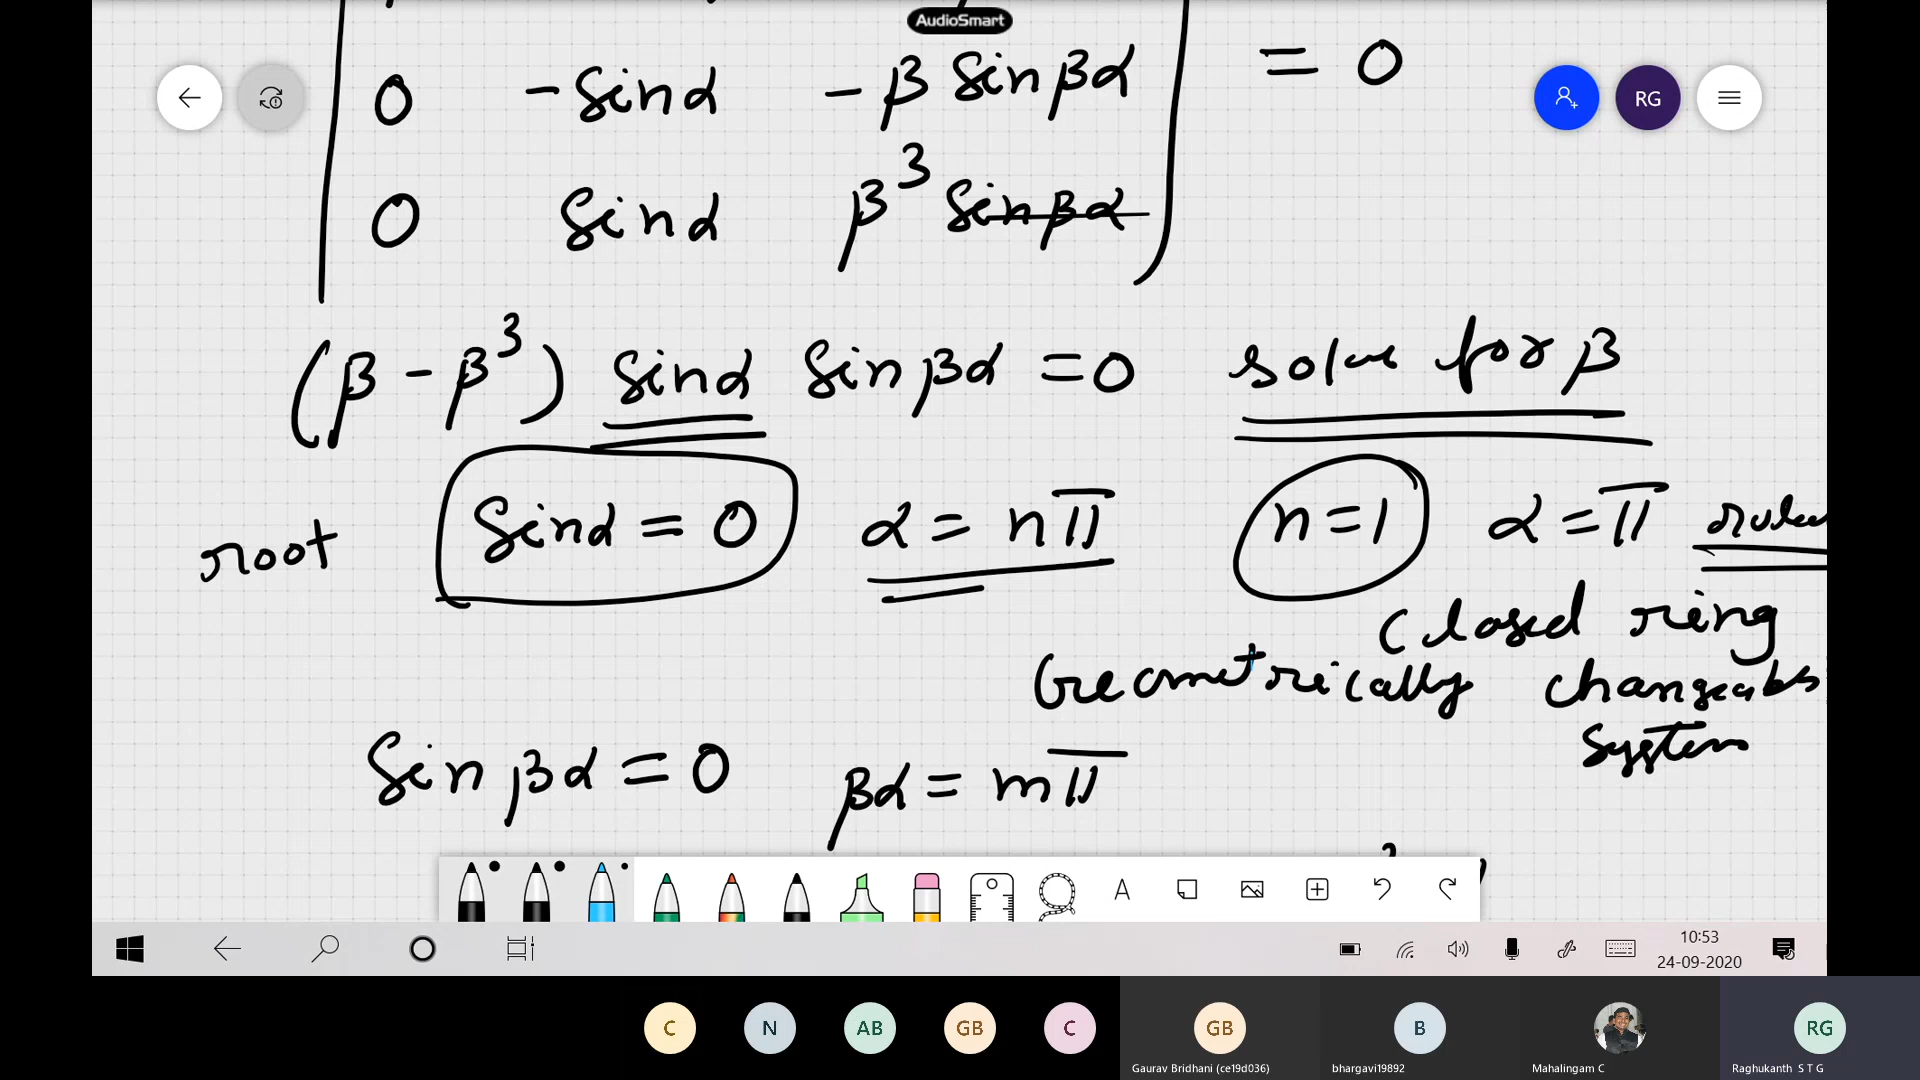 AudioSmart
0 -sinα -β sinβα = 0
0 sinα β³ sinβα
RG
(β - β³) sinα sinβα = 0 solve for β
root sinα = 0 α = nπ n=1 α = π
closed ring
Geometrically changeable
system
sin βα = 0 βα = mπ
A
10:53
24-09-2020
C N AB GB C GB B RG
Gaurav Bridhani (ce19d036) bhargavi19892 Mahalingam C Raghukanth S T G